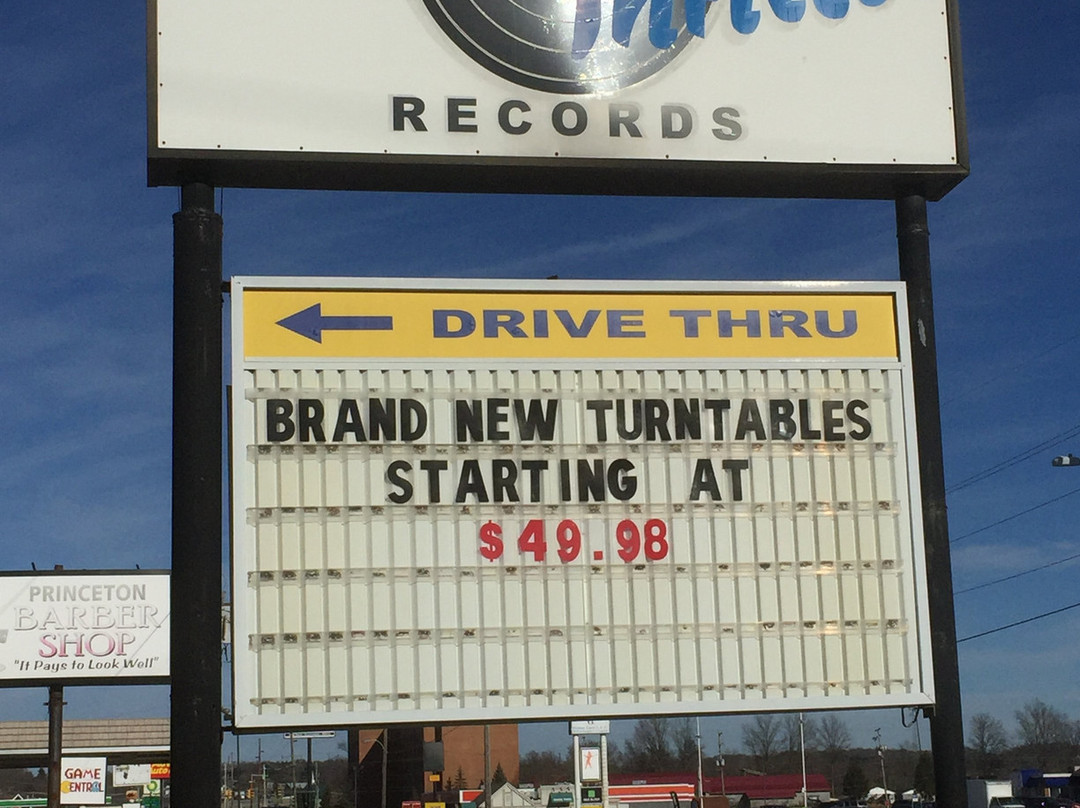 RECORDS
DRIVE THRU
BRAND NEW TURNTABLES
STARTING AT
$49.98
PRINCETON
BARBER
SHOP
"It Pays to Look Well"
GAME
CENTRAL